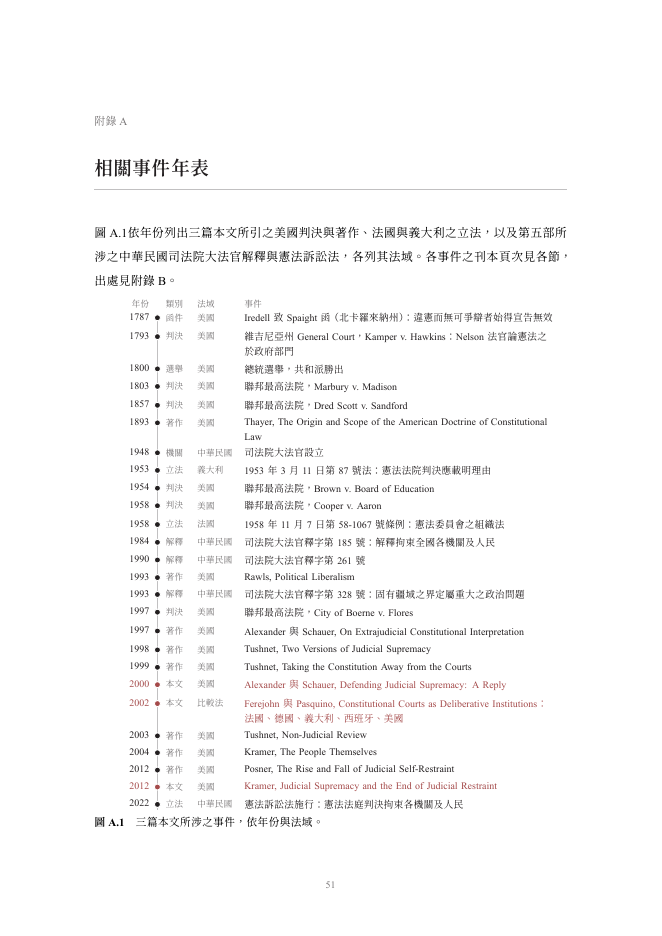 附錄 A
相關事件年表
圖 A.1依年份列出三篇本文所引之美國判決與著作、法國與義大利之立法，以及第五部所
涉之中華民國司法院大法官解釋與憲法訴訟法，各列其法域。各事件之刊本頁次見各節，
出處見附錄 B。
年份 類別 法域 事件
1787 函件 美國 Iredell 致 Spaight 函（北卡羅來納州）：違憲而無可爭辯者始得宣告無效
1793 判決 美國 維吉尼亞州 General Court，Kamper v. Hawkins：Nelson 法官論憲法之
於政府部門
1800 選舉 美國 總統選舉，共和派勝出
1803 判決 美國 聯邦最高法院，Marbury v. Madison
1857 判決 美國 聯邦最高法院，Dred Scott v. Sandford
1893 著作 美國 Thayer, The Origin and Scope of the American Doctrine of Constitutional
Law
1948 機關 中華民國 司法院大法官設立
1953 立法 義大利 1953 年 3 月 11 日第 87 號法：憲法法院判決應載明理由
1954 判決 美國 聯邦最高法院，Brown v. Board of Education
1958 判決 美國 聯邦最高法院，Cooper v. Aaron
1958 立法 法國 1958 年 11 月 7 日第 58-1067 號條例：憲法委員會之組織法
1984 解釋 中華民國 司法院大法官釋字第 185 號：解釋拘束全國各機關及人民
1990 解釋 中華民國 司法院大法官釋字第 261 號
1993 著作 美國 Rawls, Political Liberalism
1993 解釋 中華民國 司法院大法官釋字第 328 號：固有疆域之界定屬重大之政治問題
1997 判決 美國 聯邦最高法院，City of Boerne v. Flores
1997 著作 美國 Alexander 與 Schauer, On Extrajudicial Constitutional Interpretation
1998 著作 美國 Tushnet, Two Versions of Judicial Supremacy
1999 著作 美國 Tushnet, Taking the Constitution Away from the Courts
2000 本文 美國 Alexander 與 Schauer, Defending Judicial Supremacy: A Reply
2002 本文 比較法 Ferejohn 與 Pasquino, Constitutional Courts as Deliberative Institutions：
法國、德國、義大利、西班牙、美國
2003 著作 美國 Tushnet, Non-Judicial Review
2004 著作 美國 Kramer, The People Themselves
2012 著作 美國 Posner, The Rise and Fall of Judicial Self-Restraint
2012 本文 美國 Kramer, Judicial Supremacy and the End of Judicial Restraint
2022 立法 中華民國 憲法訴訟法施行：憲法法庭判決拘束各機關及人民
圖 A.1 三篇本文所涉之事件，依年份與法域。
51